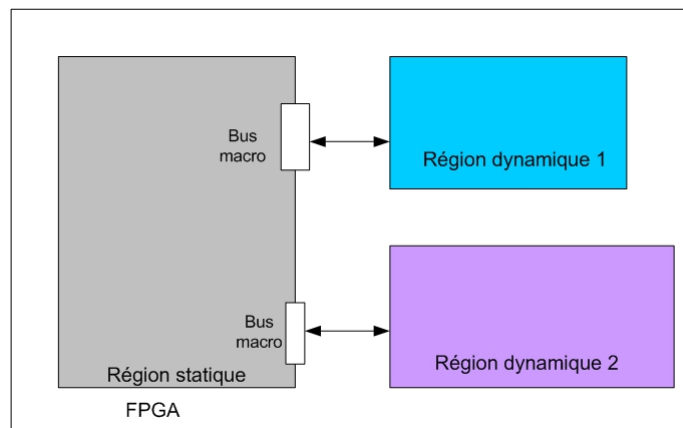 Bus
macro
Région dynamique 1
Bus
macro
Région dynamique 2
Région statique
FPGA